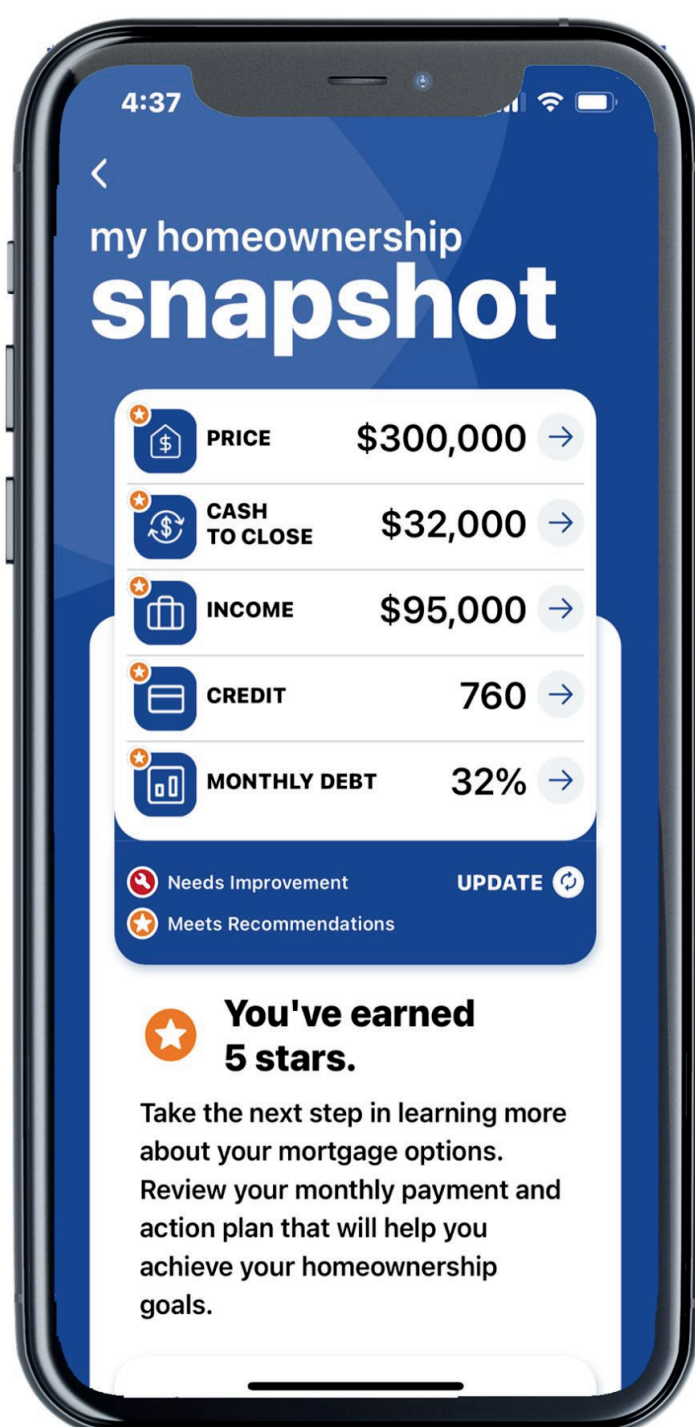 4:37
my homeownership
snapshot
PRICE $300,000
CASH
TO CLOSE $32,000
INCOME $95,000
CREDIT 760
MONTHLY DEBT 32%
Needs Improvement UPDATE
Meets Recommendations
You've earned
5 stars.
Take the next step in learning more
about your mortgage options.
Review your monthly payment and
action plan that will help you
achieve your homeownership
goals.